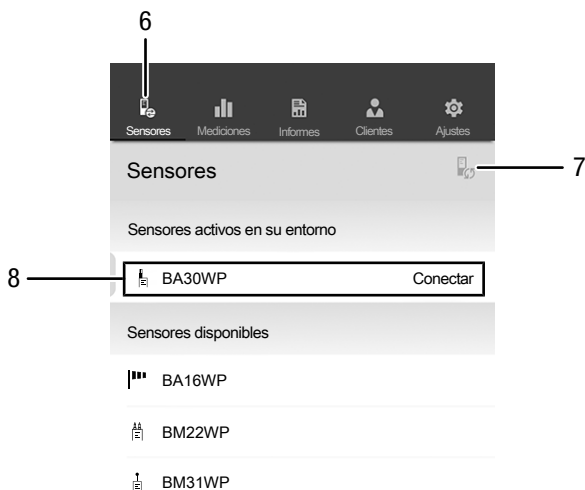 6
Sensores Mediciones Informes Clientes Ajustes
Sensores
7
Sensores activos en su entorno
8
BA30WP Conectar
Sensores disponibles
BA16WP
BM22WP
BM31WP